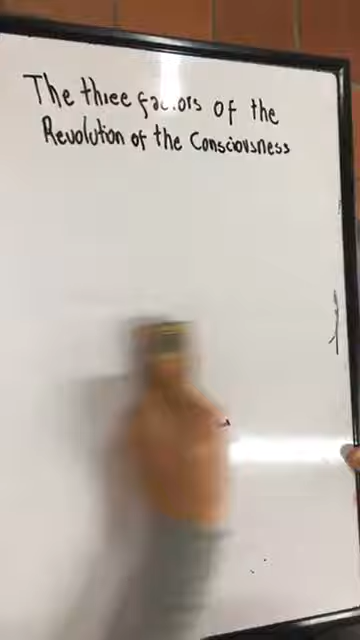 The three factors of the
Revolution of the Consciousness